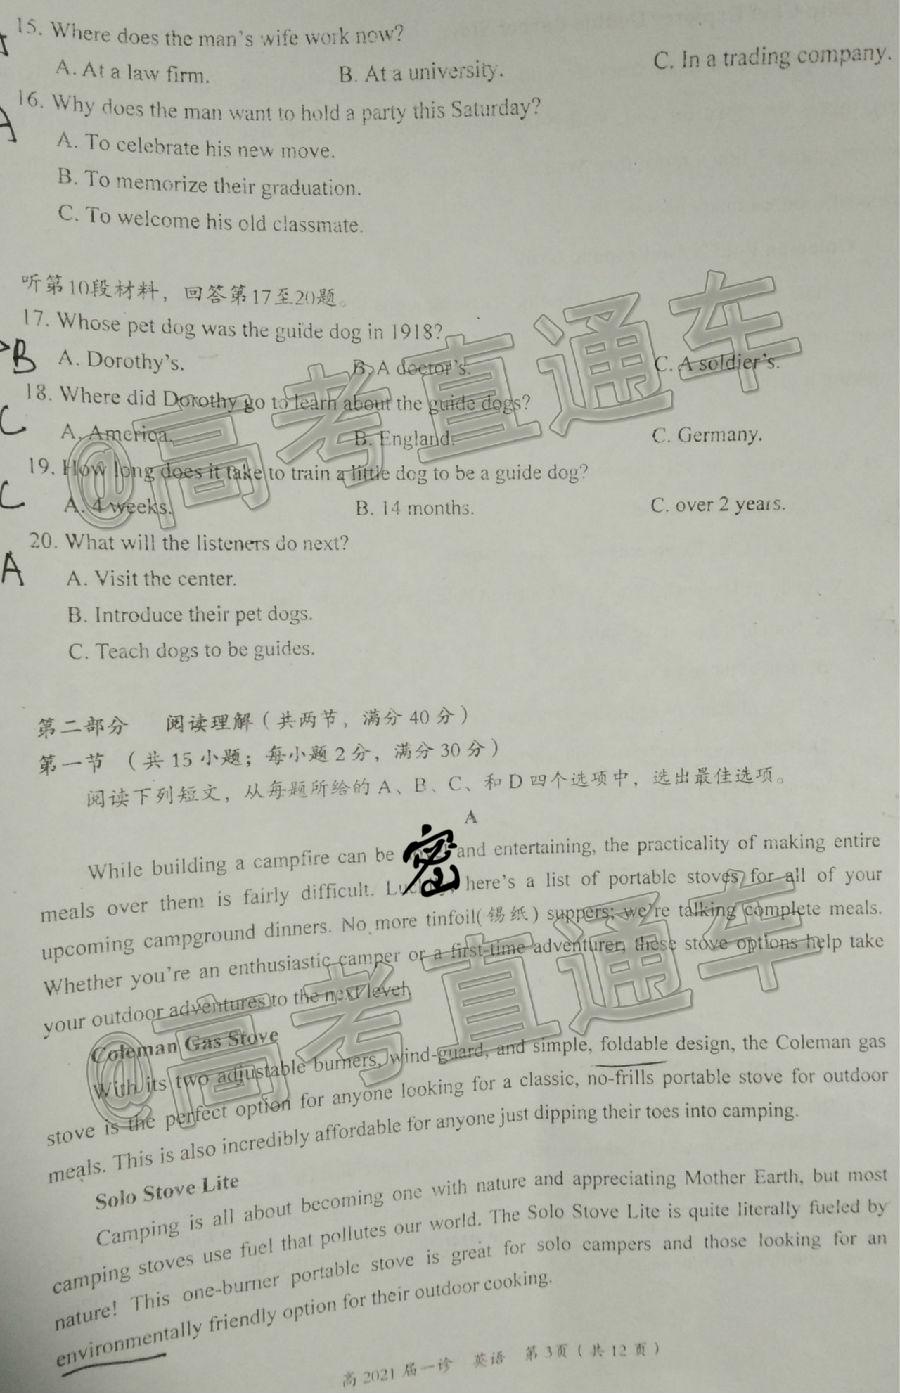 15. Where does the man's wife work now?
A. At a law firm. B. At a university. C. In a trading company.
16. Why does the man want to hold a party this Saturday?
A
A. To celebrate his new move.
B. To memorize their graduation.
C. To welcome his old classmate.
听第10段材料，回答第17至20题。
17. Whose pet dog was the guide dog in 1918?
B A. Dorothy's. B. A doctor's. C. A soldier's.
18. Where did Dorothy go to learn about the guide dogs?
C A. America. B. England. C. Germany.
19. How long does it take to train a little dog to be a guide dog?
C A. 4 weeks. B. 14 months. C. over 2 years.
20. What will the listeners do next?
A A. Visit the center.
B. Introduce their pet dogs.
C. Teach dogs to be guides.
@高考直通车
第二部分 阅读理解（共两节，满分 40 分）
第一节 （共 15 小题；每小题 2 分，满分 30 分）
阅读下列短文，从每题所给的 A、B、C、和 D 四个选项中，选出最佳选项。
A
密
While building a campfire can be and entertaining, the practicality of making entire
meals over them is fairly difficult. here's a list of portable stoves for all of your
upcoming campground dinners. No more tinfoil(锡纸) suppers; we're talking complete meals.
Whether you're an enthusiastic camper or a first-time adventurer, these stove options help take
your outdoor adventures to the next level.
Coleman Gas Stove
With its two adjustable burners, wind-guard, and simple, foldable design, the Coleman gas
stove is the perfect option for anyone looking for a classic, no-frills portable stove for outdoor
meals. This is also incredibly affordable for anyone just dipping their toes into camping.
Solo Stove Lite
Camping is all about becoming one with nature and appreciating Mother Earth, but most
camping stoves use fuel that pollutes our world. The Solo Stove Lite is quite literally fueled by
nature! This one-burner portable stove is great for solo campers and those looking for an
environmentally friendly option for their outdoor cooking.
@高考直通车
高 2021 届一诊 英语 第 3页（共 12 页）